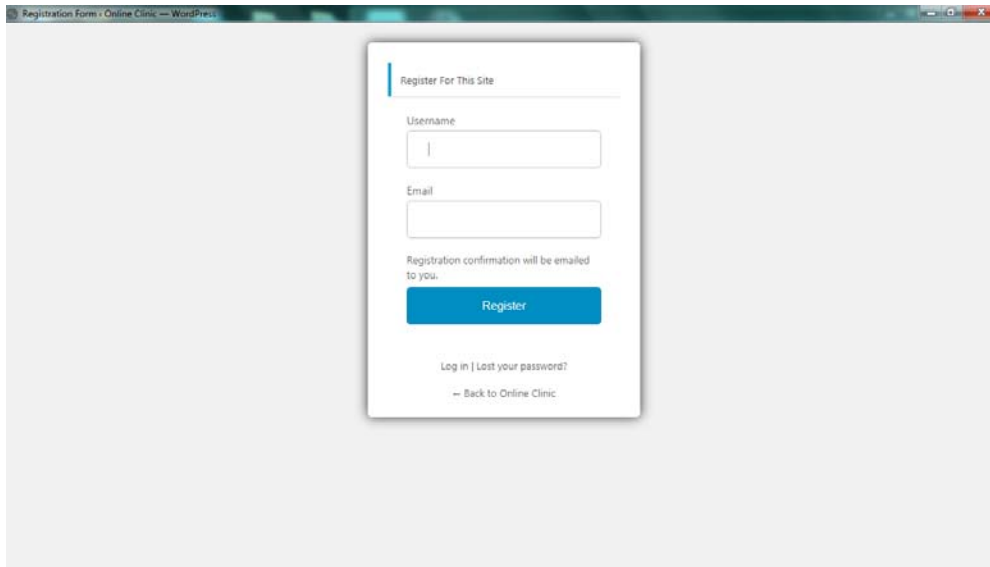 Registration Form ‹ Online Clinic — WordPress
Register For This Site
Username
Email
Registration confirmation will be emailed
to you.
Register
Log in | Lost your password?
← Back to Online Clinic